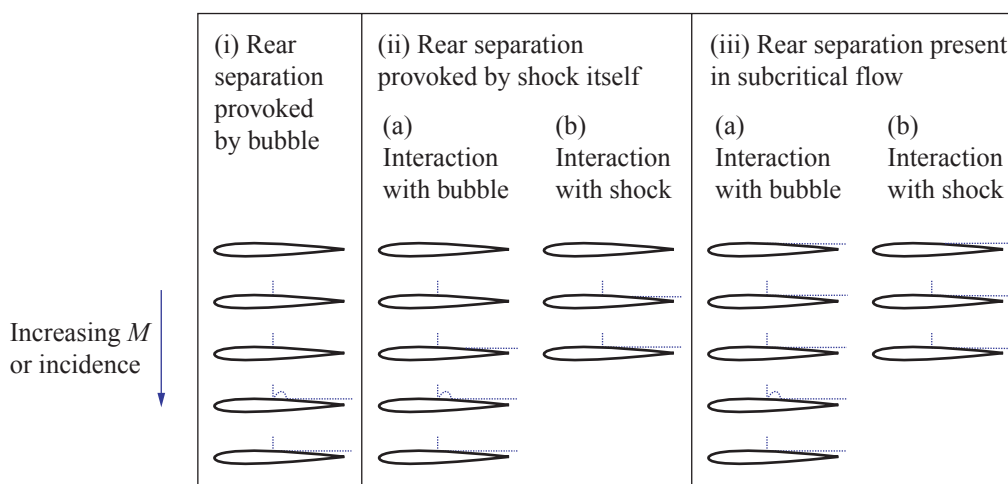 (i) Rear
separation
provoked
by bubble
(ii) Rear separation
provoked by shock itself
(a)
Interaction
with bubble
(b)
Interaction
with shock
(iii) Rear separation present
in subcritical flow
(a)
Interaction
with bubble
(b)
Interaction
with shock
Increasing M
or incidence